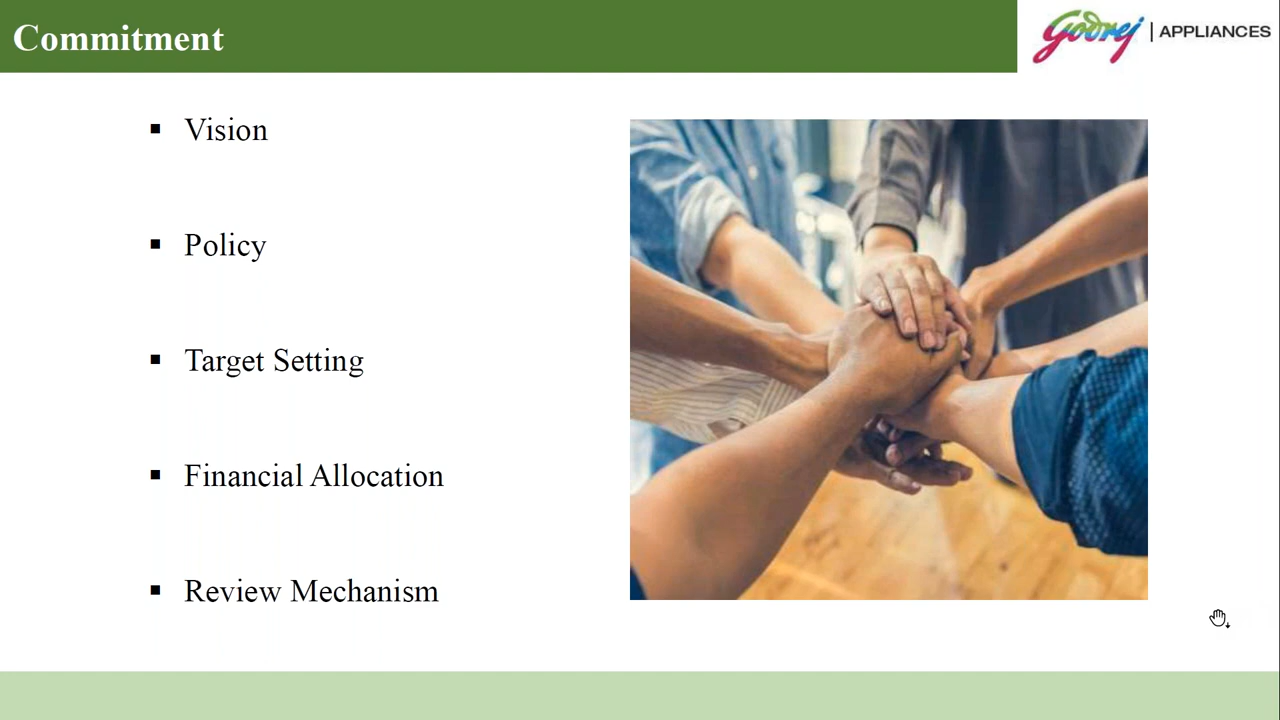 Commitment
Godrej | APPLIANCES
▪ Vision
▪ Policy
▪ Target Setting
▪ Financial Allocation
▪ Review Mechanism